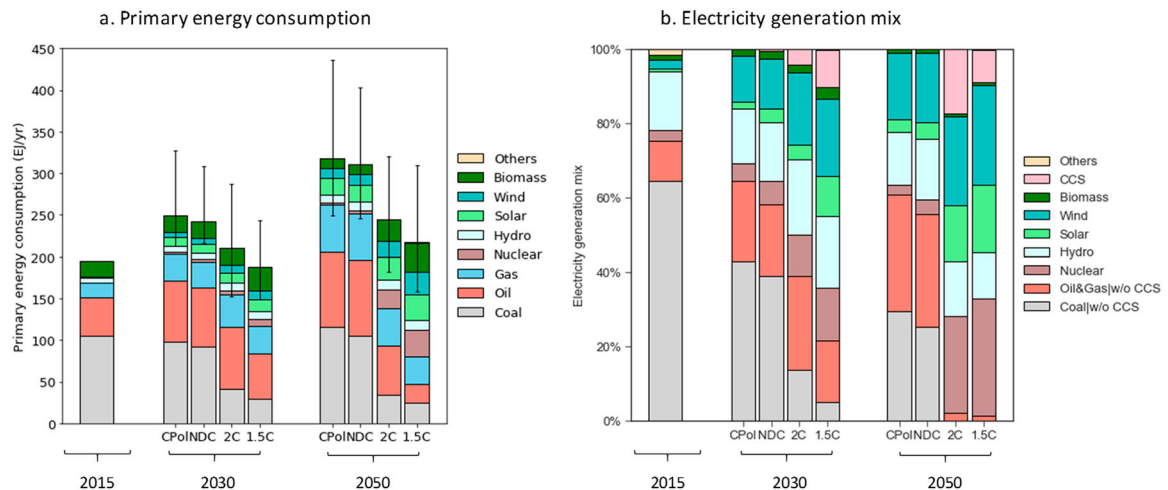 a. Primary energy consumption
Primary energy consumption (EJ/yr)
450
400
350
300
250
200
150
100
50
0
CPol NDC 2C 1.5C
CPol NDC 2C 1.5C
2015
2030
2050
Others
Biomass
Wind
Solar
Hydro
Nuclear
Gas
Oil
Coal
b. Electricity generation mix
Electricity generation mix
100%
80%
60%
40%
20%
0%
CPol NDC 2C 1.5C
CPol NDC 2C 1.5C
2015
2030
2050
Others
CCS
Biomass
Wind
Solar
Hydro
Nuclear
Oil&Gas|w/o CCS
Coal|w/o CCS